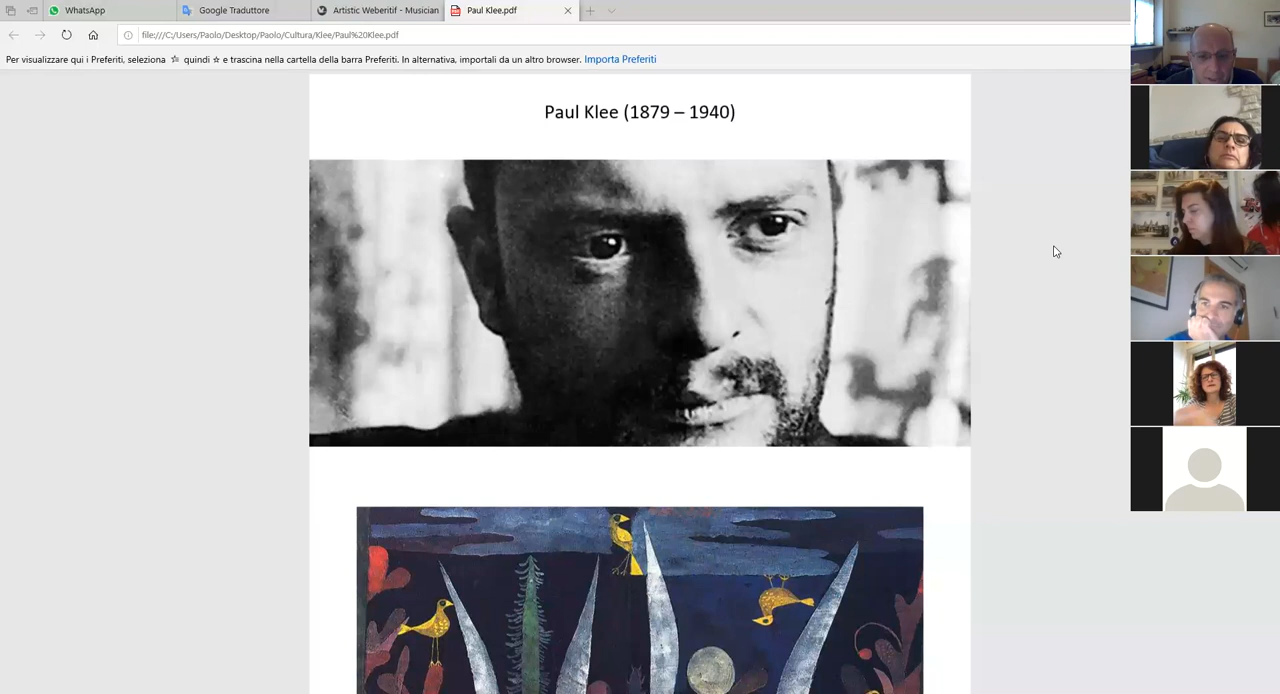 WhatsApp
Google Traduttore
Artistic Weberitif - Musician
Paul Klee.pdf
file:///C:/Users/Paolo/Desktop/Paolo/Cultura/Klee/Paul%20Klee.pdf
Per visualizzare qui i Preferiti, seleziona quindi ☆ e trascina nella cartella della barra Preferiti. In alternativa, importali da un altro browser. Importa Preferiti
Paul Klee (1879 – 1940)